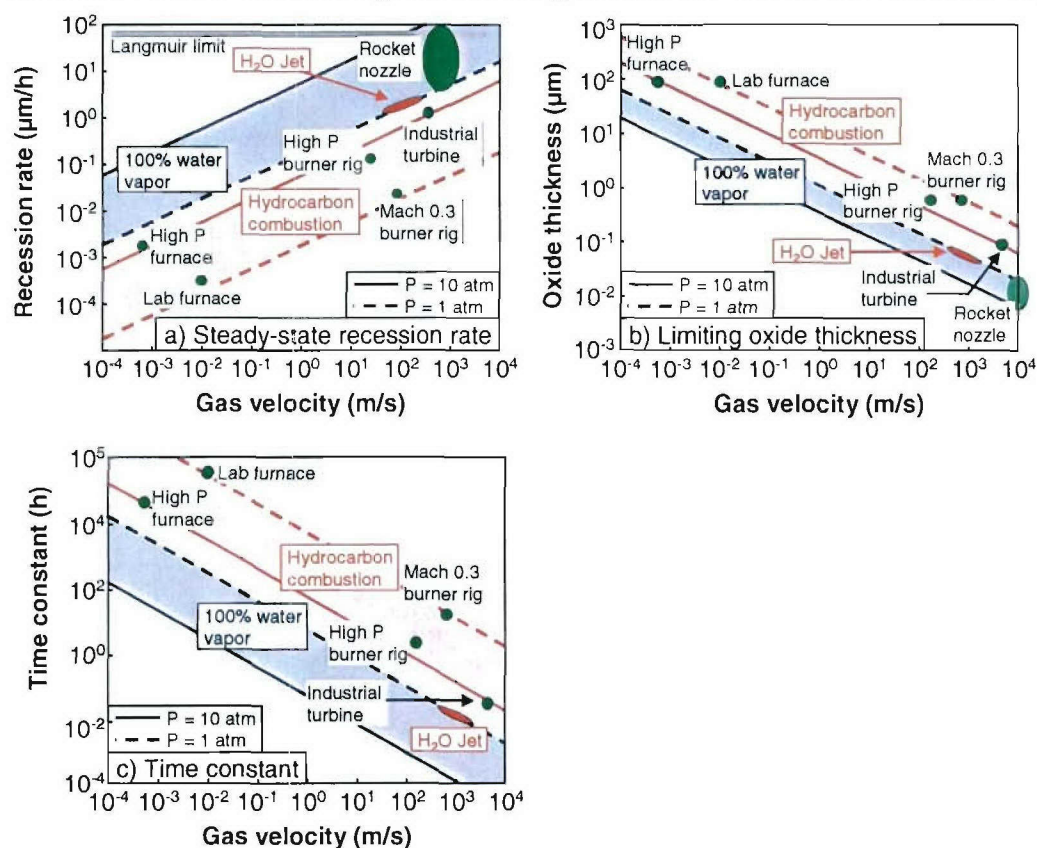 10²
10¹
10⁰
10⁻¹
10⁻²
10⁻³
10⁻⁴
Recession rate (µm/h)
Langmuir limit
H₂O Jet
Rocket
nozzle
100% water
vapor
High P
burner rig
Industrial
turbine
Hydrocarbon
combustion
Mach 0.3
burner rig
High P
furnace
Lab furnace
P = 10 atm
P = 1 atm
a) Steady-state recession rate
10⁻⁴ 10⁻³ 10⁻² 10⁻¹ 10⁰ 10¹ 10² 10³ 10⁴
Gas velocity (m/s)
10³
10²
10¹
10⁰
10⁻¹
10⁻²
10⁻³
Oxide thickness (µm)
High P
furnace
Lab furnace
Hydrocarbon
combustion
100% water
vapor
Mach 0.3
burner rig
High P
burner rig
H₂O Jet
Industrial
turbine
Rocket
nozzle
P = 10 atm
P = 1 atm
b) Limiting oxide thickness
10⁻⁴ 10⁻³ 10⁻² 10⁻¹ 10⁰ 10¹ 10² 10³ 10⁴
Gas velocity (m/s)
10⁵
10⁴
10²
10⁰
10⁻²
10⁻⁴
Time constant (h)
Lab furnace
High P
furnace
Hydrocarbon
combustion
Mach 0.3
burner rig
100% water
vapor
High P
burner rig
Industrial
turbine
H₂O Jet
P = 10 atm
P = 1 atm
c) Time constant
10⁻⁴ 10⁻³ 10⁻² 10⁻¹ 10⁰ 10¹ 10² 10³ 10⁴
Gas velocity (m/s)